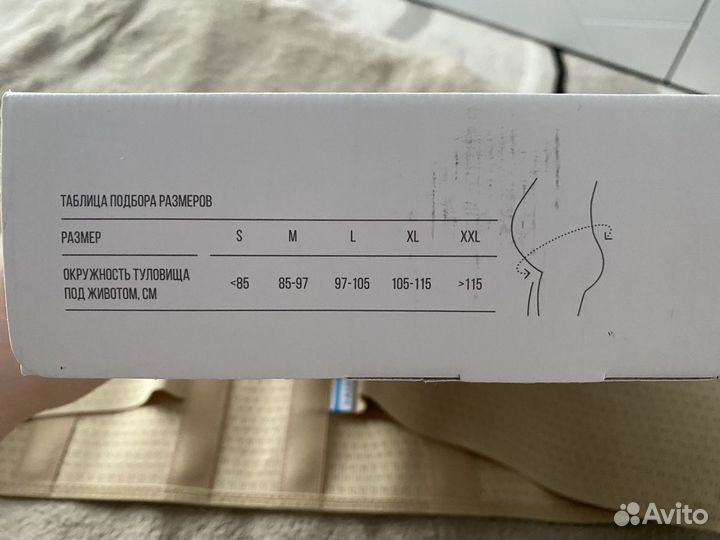 ТАБЛИЦА ПОДБОРА РАЗМЕРОВ
РАЗМЕР S M L XL XXL
ОКРУЖНОСТЬ ТУЛОВИЩА
ПОД ЖИВОТОМ, СМ <85 85-97 97-105 105-115 >115
Avito